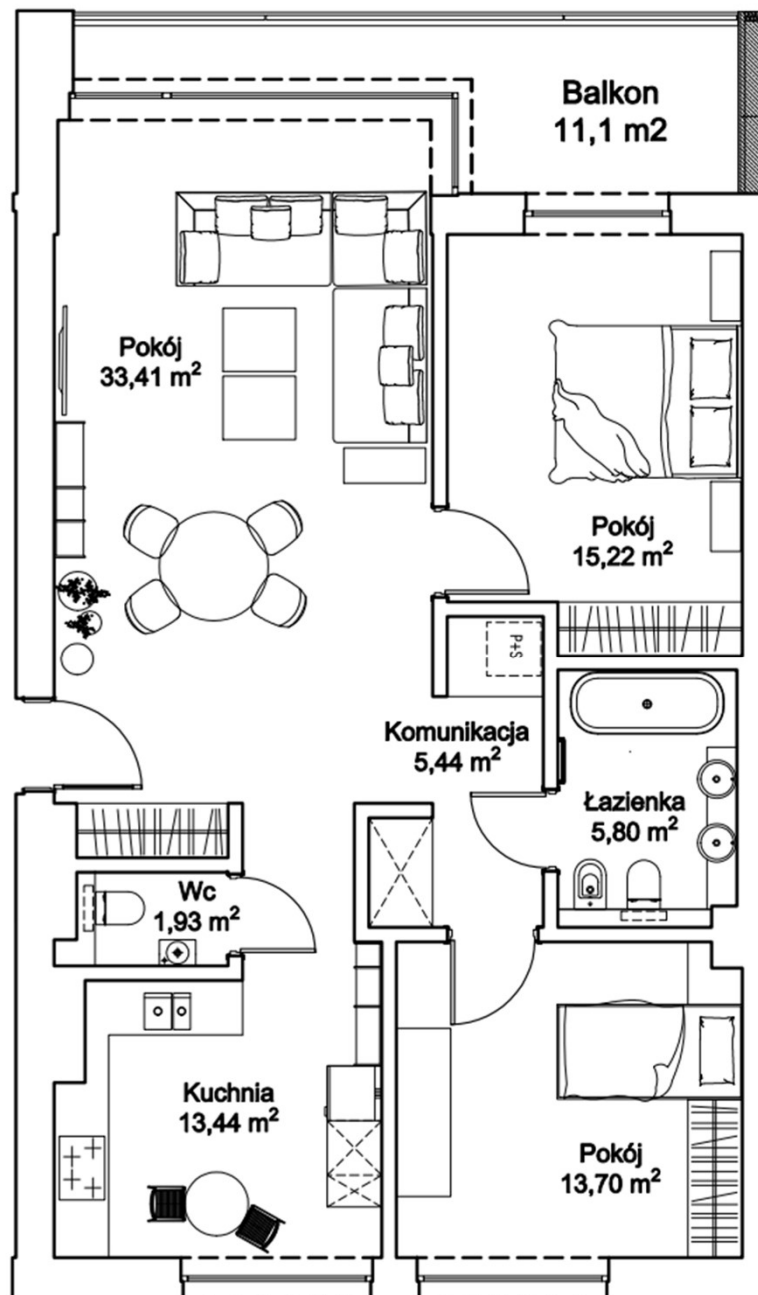 Balkon
11,1 m2
Pokój
33,41 m²
Pokój
15,22 m²
P+S
Komunikacja
5,44 m²
Łazienka
5,80 m²
Wc
1,93 m²
Kuchnia
13,44 m²
Pokój
13,70 m²